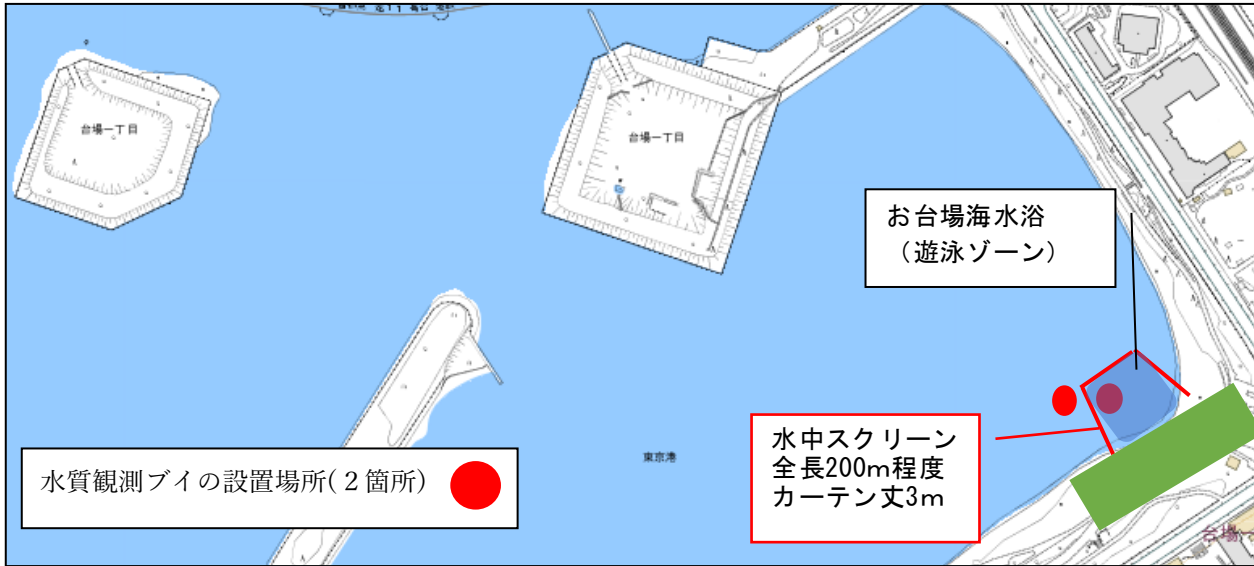 台場一丁目
台場一丁目
お台場海水浴
（遊泳ゾーン）
水中スクリーン
全長200ｍ程度
カーテン丈3ｍ
東京港
水質観測ブイの設置場所(２箇所)
台場一